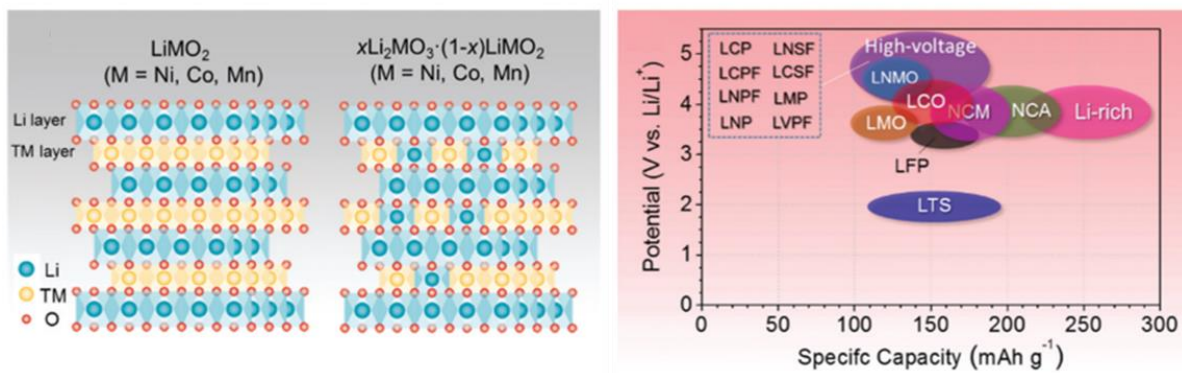 LiMO₂
(M = Ni, Co, Mn)
xLi₂MO₃·(1-x)LiMO₂
(M = Ni, Co, Mn)
Li layer
TM layer
Li
TM
O
Potential (V vs. Li/Li⁺)
5
4
3
2
1
0
LCP LNSF
LCPF LCSF
LNPF LMP
LNP LVPF
High-voltage
LNMO
LCO
NCM
NCA
Li-rich
LMO
LFP
LTS
0 50 100 150 200 250 300
Specifc Capacity (mAh g⁻¹)